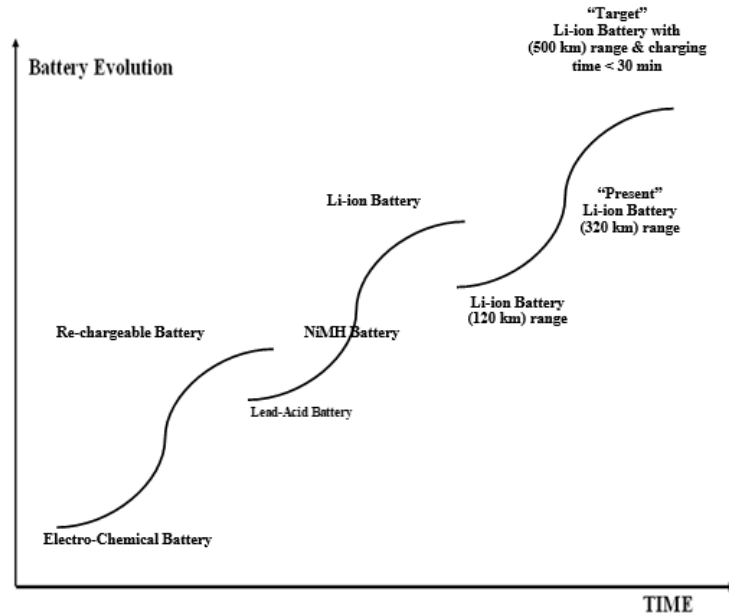 “Target”
Li-ion Battery with
(500 km) range & charging
time < 30 min
Battery Evolution
Li-ion Battery
“Present”
Li-ion Battery
(320 km) range
Li-ion Battery
(120 km) range
Re-chargeable Battery
NiMH Battery
Lead-Acid Battery
Electro-Chemical Battery
TIME